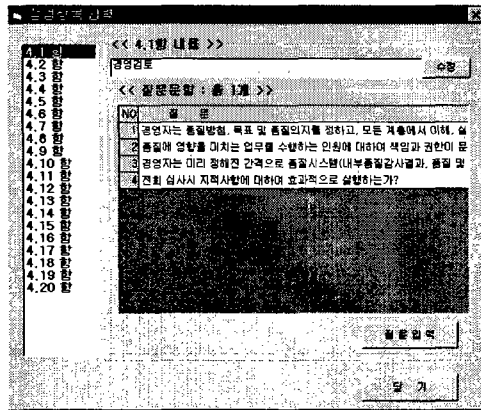 질문항목 입력
4.1 항
4.2 항
4.3 항
4.4 항
4.5 항
4.6 항
4.7 항
4.8 항
4.9 항
4.10 항
4.11 항
4.12 항
4.13 항
4.14 항
4.15 항
4.16 항
4.17 항
4.18 항
4.19 항
4.20 항
<< 4.1항 내용 >>
경영검토
수정
<< 질문문항 : 총 1개 >>
NO 질 문
1 경영자는 품질방침, 목표 및 품질의지를 정하고, 모든 계층에서 이해, 실
2 품질에 영향를 미치는 업무를 수행하는 인원에 대하여 책임과 권한이 문
3 경영자는 미리 정해진 간격으로 품질시스템(내부품질감사결과, 품질 및
4 전회 심사시 지적사항에 대하여 효과적으로 실행하는가?
질문입력
닫 기